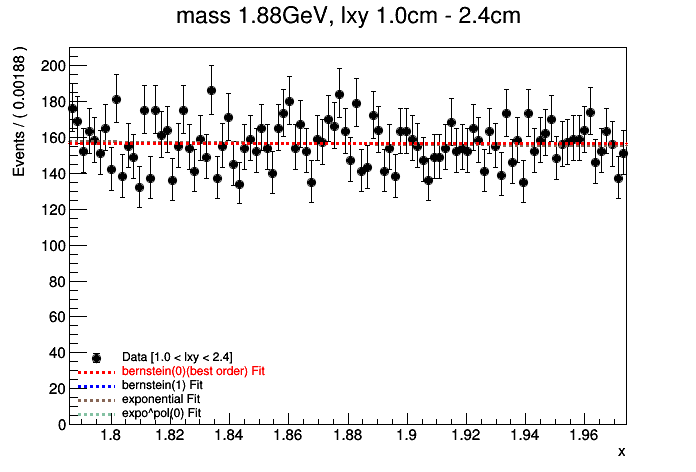 mass 1.88GeV, lxy 1.0cm - 2.4cm
Events / ( 0.00188 )
200
180
160
140
120
100
80
60
40
20
0
Data [1.0 < lxy < 2.4]
bernstein(0)(best order) Fit
bernstein(1) Fit
exponential Fit
expo^pol(0) Fit
1.8 1.82 1.84 1.86 1.88 1.9 1.92 1.94 1.96
x